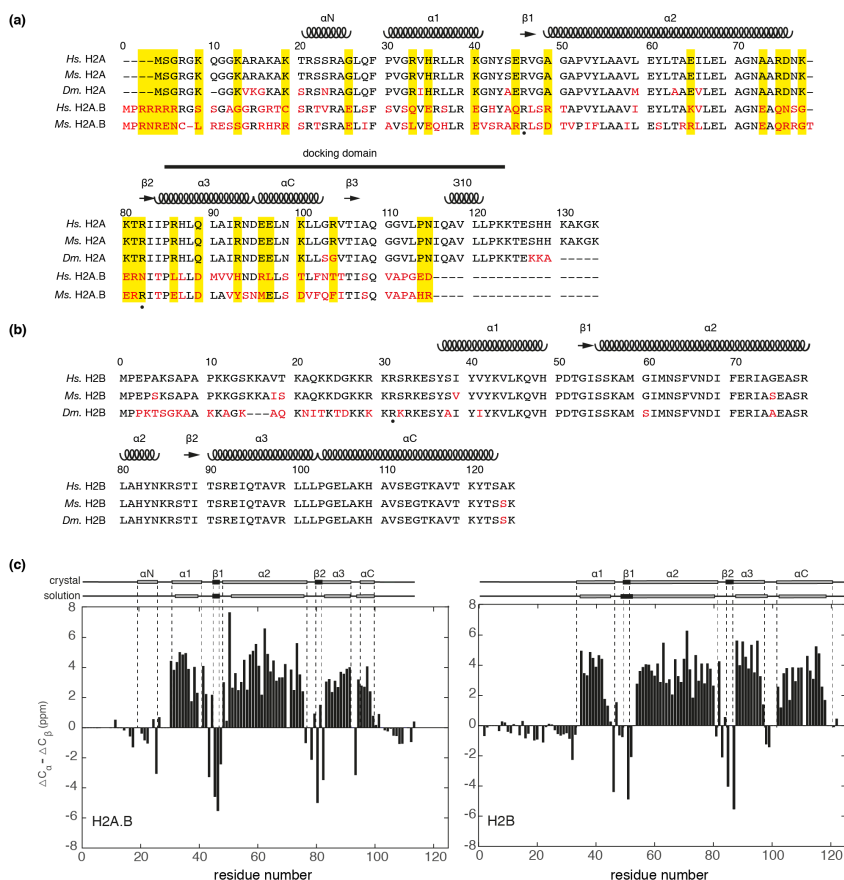 (a)
αN α1 β1 α2
0 10 20 30 40 50 60 70
Hs. H2A ----MSGRGK QGGKARAKAK TRSSRAGLQF PVGRVHRLLR KGNYSERVGA GAPVYLAAVL EYLTAEILEL AGNAARDNK-
Ms. H2A ----MSGRGK QGGKARAKAK TRSSRAGLQF PVGRVHRLLR KGNYSERVGA GAPVYLAAVL EYLTAEILEL AGNAARDNK-
Dm. H2A ----MSGRGK -GGKVKGKAK SRSNRAGLQF PVGRIHRLLR KGNYAERVGA GAPVYLAAVM EYLAAEVLEL AGNAARDNK-
Hs. H2A.B MPRRRRRRGS SGAGGRGRTC SRTVRAELSF SVSQVERSLR EGHYAQRLSR TAPVYLAAVI EYLTAKVLEL AGNEAQNSG-
Ms. H2A.B MPRNRENC-L RESSGRRHRR SRTSRAELIF AVSLVEQHLR EVSRARRLSD TVPIFLAAIL ESLTRRLLEL AGNEAQRRGT
docking domain
β2 α3 αC β3 310
80 90 100 110 120 130
Hs. H2A KTRIIPRHLQ LAIRNDEELN KLLGRVTIAQ GGVLPNIQAV LLPKKTESHH KAKGK
Ms. H2A KTRIIPRHLQ LAIRNDEELN KLLGRVTIAQ GGVLPNIQAV LLPKKTESHH KAKGK
Dm. H2A KTRIIPRHLQ LAIRNDEELN KLLSGVTIAQ GGVLPNIQAV LLPKKTEKKA -----
Hs. H2A.B ERNITPLLLD MVVHNDRLLS TLFNTTTISQ VAPGED---- ---------- -----
Ms. H2A.B ERRITPELLD LAVYSNMELS DVFQFITISQ VAPAHR---- ---------- -----
(b)
α1 β1 α2
0 10 20 30 40 50 60 70
Hs. H2B MPEPAKSAPA PKKGSKKAVT KAQKKDGKKR KRSRKESYSI YVYKVLKQVH PDTGISSKAM GIMNSFVNDI FERIAGEASR
Ms. H2B MPEPSKSAPA PKKGSKKAIS KAQKKDGKKR KRSRKESYSV YVYKVLKQVH PDTGISSKAM GIMNSFVNDI FERIASEASR
Dm. H2B MPPKTSGKAA KKAGK---AQ KNITKTDKKK KRKRKESYAI YIYKVLKQVH PDTGISSKAM SIMNSFVNDI FERIAAEASR
α2 β2 α3 αC
80 90 100 110 120
Hs. H2B LAHYNKRSTI TSREIQTAVR LLLPGELAKH AVSEGTKAVT KYTSAK
Ms. H2B LAHYNKRSTI TSREIQTAVR LLLPGELAKH AVSEGTKAVT KYTSSK
Dm. H2B LAHYNKRSTI TSREIQTAVR LLLPGELAKH AVSEGTKAVT KYTSSK
(c)
αN α1 β1 α2 β2 α3 αC
crystal
solution
8
6
4
2
0
-2
-4
-6
-8
ΔCα - ΔCβ (ppm)
H2A.B
0 20 40 60 80 100 120
residue number
α1 β1 α2 β2 α3 αC
8
6
4
2
0
-2
-4
-6
-8
H2B
0 20 40 60 80 100 120
residue number